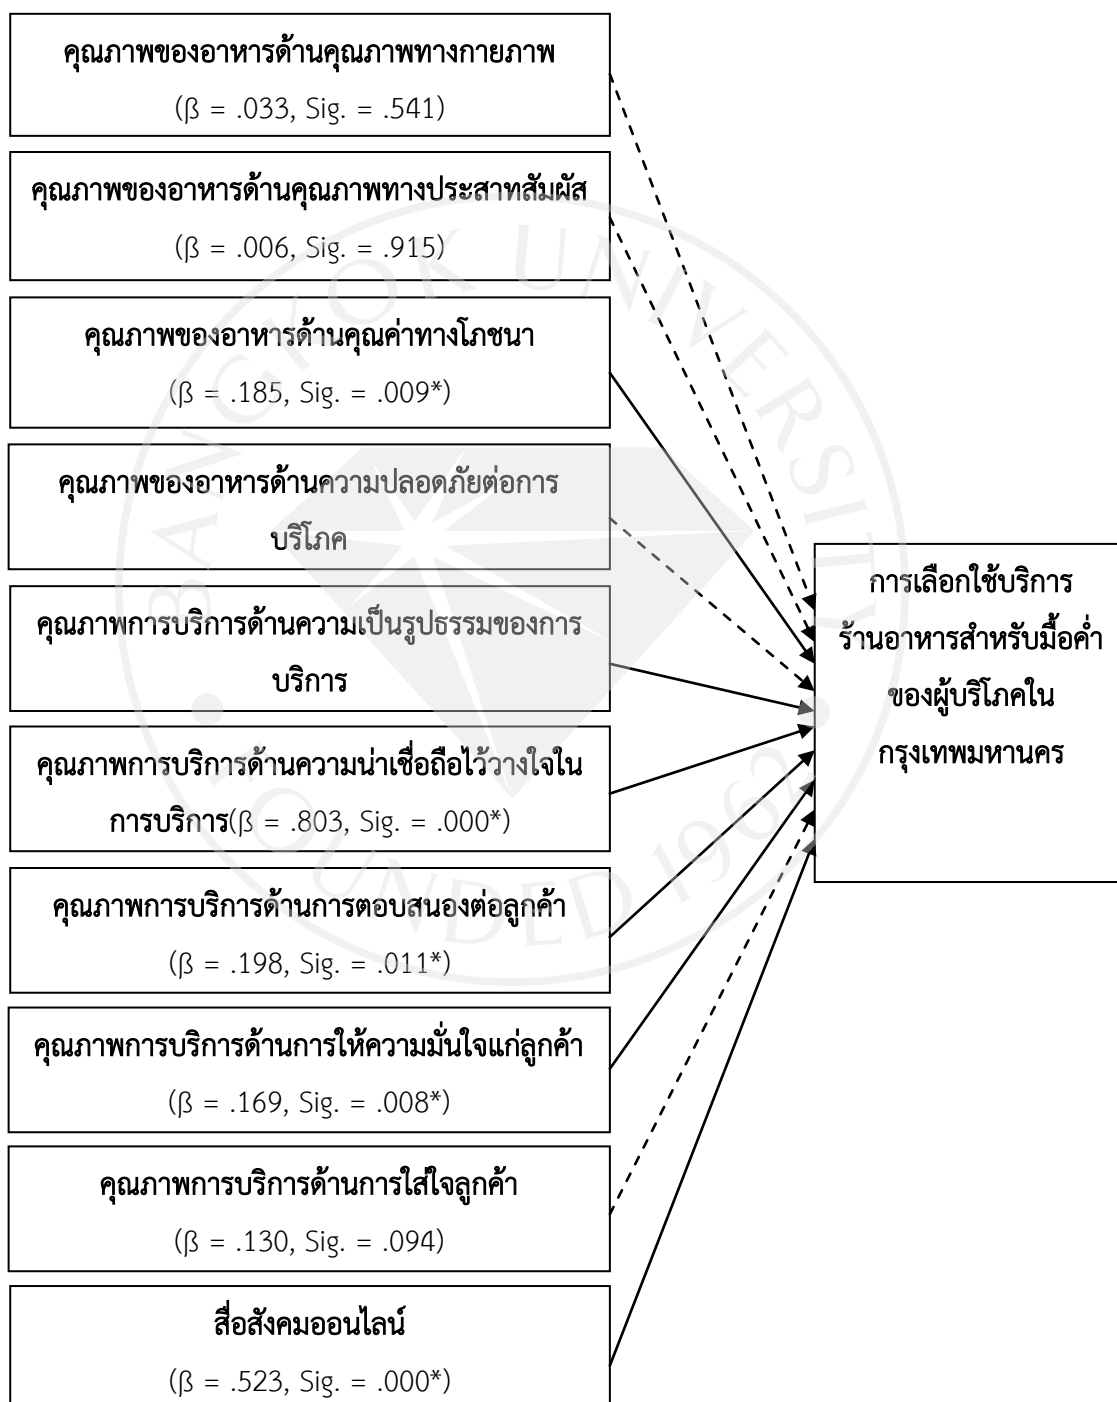 คุณภาพของอาหารด้านคุณภาพทางกายภาพ
(β = .033, Sig. = .541)
คุณภาพของอาหารด้านคุณภาพทางประสาทสัมผัส
(β = .006, Sig. = .915)
คุณภาพของอาหารด้านคุณค่าทางโภชนา
(β = .185, Sig. = .009*)
คุณภาพของอาหารด้านความปลอดภัยต่อการ
บริโภค
คุณภาพการบริการด้านความเป็นรูปธรรมของการ
บริการ
คุณภาพการบริการด้านความน่าเชื่อถือไว้วางใจใน
การบริการ(β = .803, Sig. = .000*)
คุณภาพการบริการด้านการตอบสนองต่อลูกค้า
(β = .198, Sig. = .011*)
คุณภาพการบริการด้านการให้ความมั่นใจแก่ลูกค้า
(β = .169, Sig. = .008*)
คุณภาพการบริการด้านการใส่ใจลูกค้า
(β = .130, Sig. = .094)
สื่อสังคมออนไลน์
(β = .523, Sig. = .000*)
การเลือกใช้บริการ
ร้านอาหารสำหรับมื้อค่ำ
ของผู้บริโภคใน
กรุงเทพมหานคร
BANGKOK UNIVERSITY
FOUNDED 1962